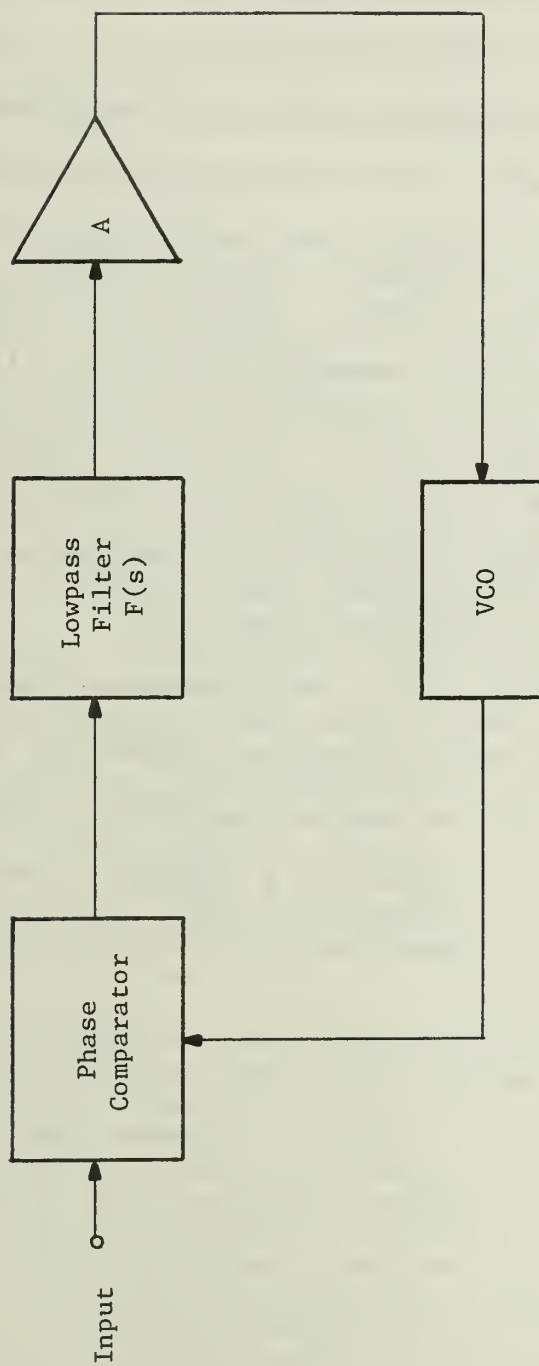 Input
Phase
Comparator
Lowpass
Filter
F(s)
A
VCO